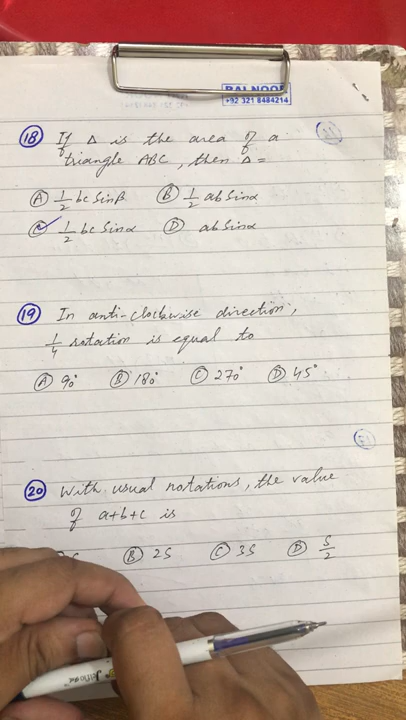 RAJ NOOR
+92 321 8484214
18 If Δ is the area of a
triangle ABC, then Δ =
A 1/2 bc Sinβ B 1/2 ab Sinα
C 1/2 bc Sinα D ab Sinα
19 In anti-clockwise direction,
1/4 rotation is equal to
A 90° B 180° C 270° D 45°
20 With usual notations, the value
of a+b+c is
B 2S C 3S D S/2